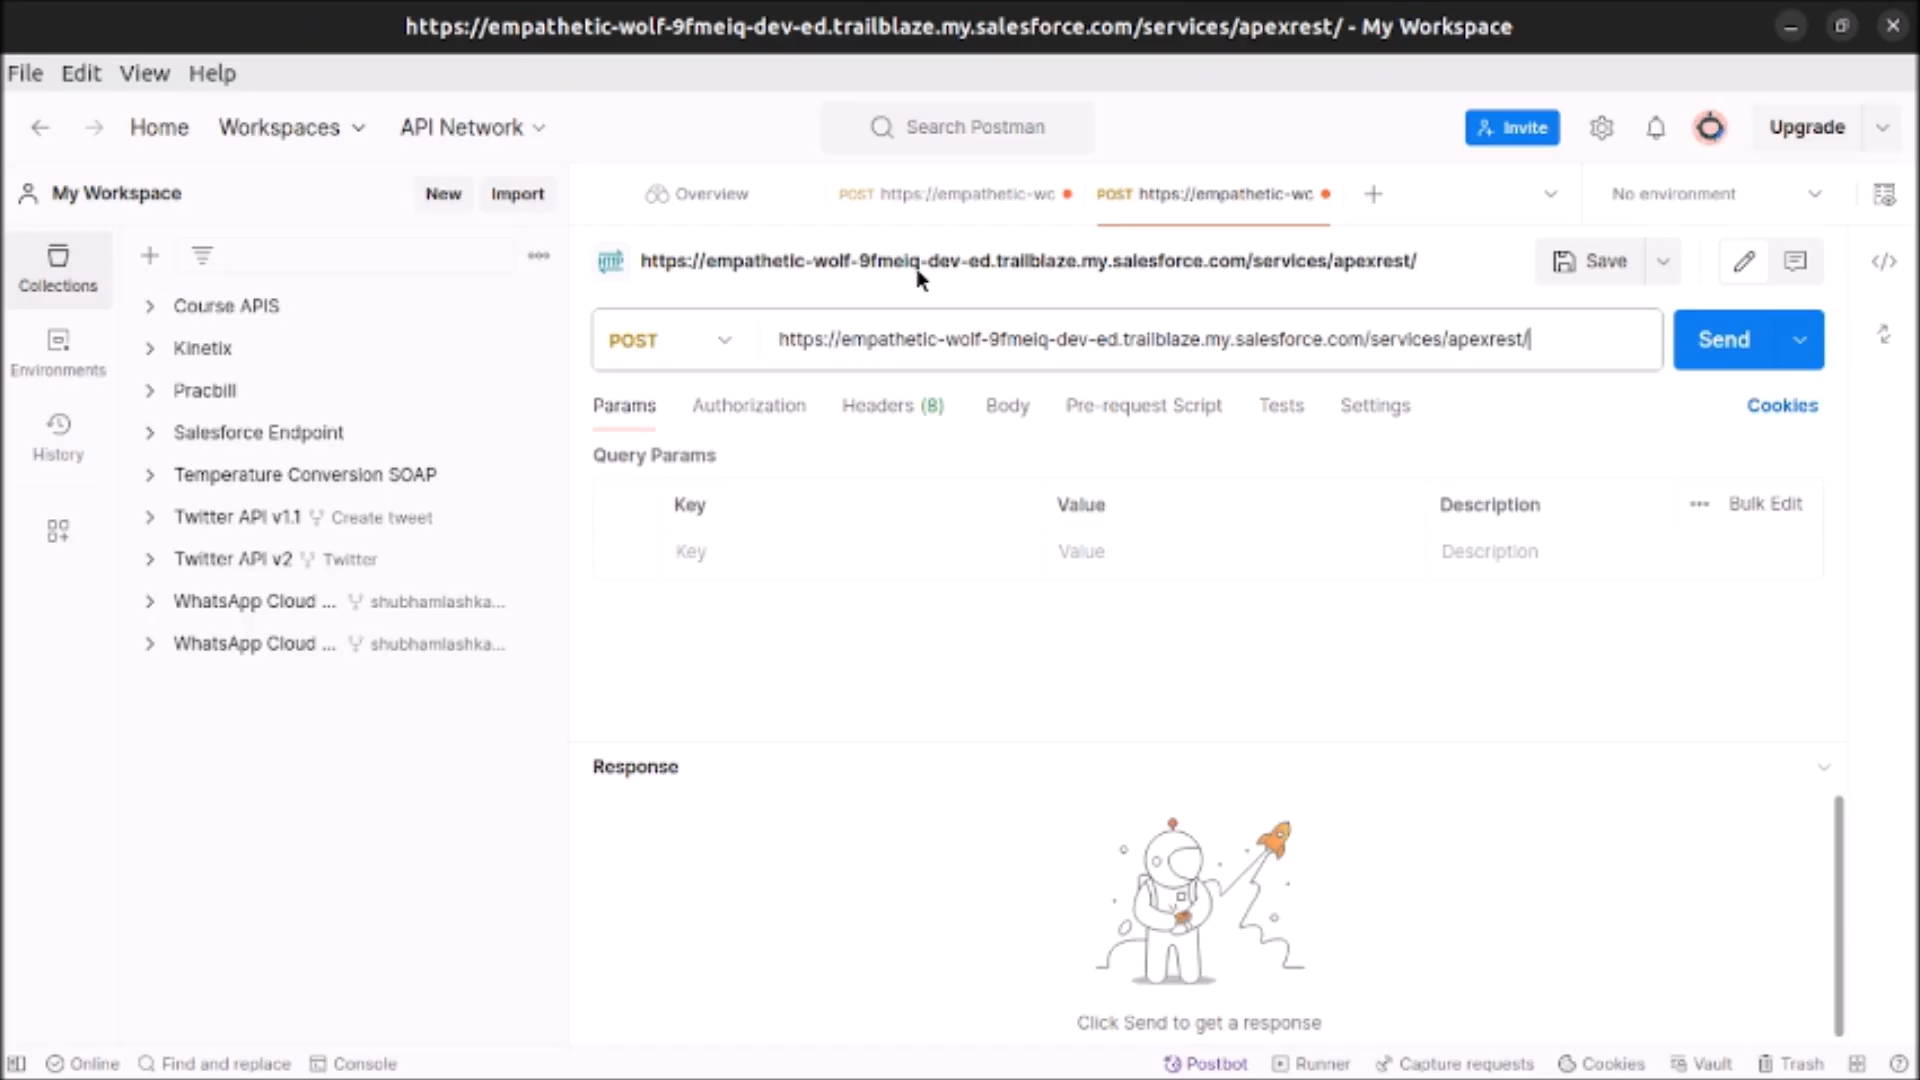 https://empathetic-wolf-9fmeiq-dev-ed.trailblaze.my.salesforce.com/services/apexrest/ - My Workspace
File Edit View Help
Home Workspaces API Network Search Postman Invite Upgrade
My Workspace New Import Overview POST https://empathetic-wc POST https://empathetic-wc No environment
https://empathetic-wolf-9fmeiq-dev-ed.trailblaze.my.salesforce.com/services/apexrest/ Save
Collections
Environments
History
Course APIS
Kinetix
Pracbill
Salesforce Endpoint
Temperature Conversion SOAP
Twitter API v1.1 Create tweet
Twitter API v2 Twitter
WhatsApp Cloud ... shubhamlashka...
WhatsApp Cloud ... shubhamlashka...
POST https://empathetic-wolf-9fmeiq-dev-ed.trailblaze.my.salesforce.com/services/apexrest/ Send
Params Authorization Headers (8) Body Pre-request Script Tests Settings Cookies
Query Params
Key Value Description Bulk Edit
Key Value Description
Response
Click Send to get a response
Online Find and replace Console Postbot Runner Capture requests Cookies Vault Trash